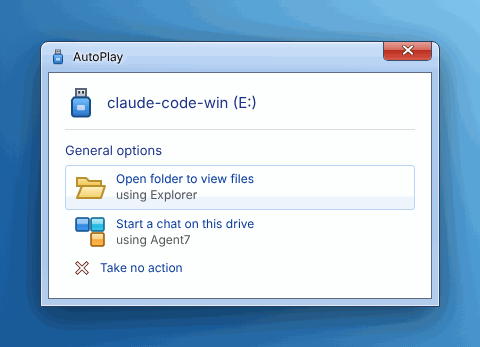 AutoPlay
claude-code-win (E:)
General options
Open folder to view files
using Explorer
Start a chat on this drive
using Agent7
Take no action